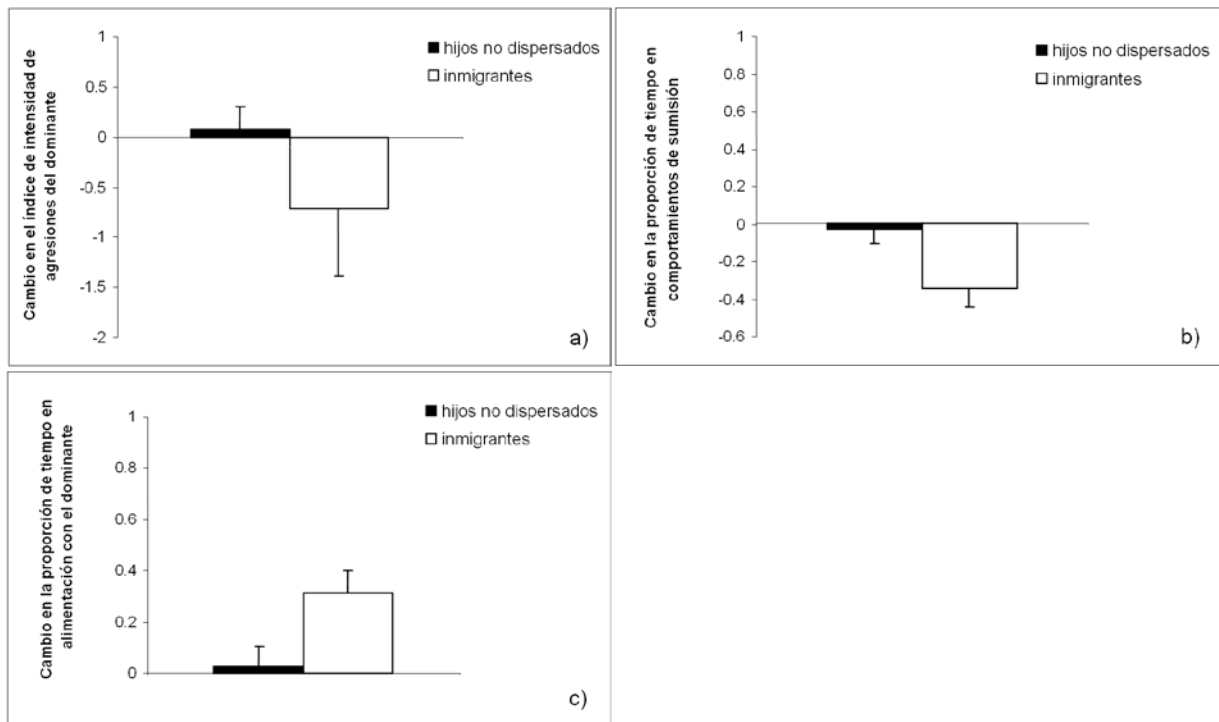 Cambio en el índice de intensidad de
agresiones del dominante
1
0.5
0
-0.5
-1
-1.5
-2
hijos no dispersados
inmigrantes
a)
Cambio en la proporción de tiempo en
comportamientos de sumisión
1
0.8
0.6
0.4
0.2
0
-0.2
-0.4
-0.6
hijos no dispersados
inmigrantes
b)
Cambio en la proporción de tiempo en
alimentación con el dominante
1
0.8
0.6
0.4
0.2
0
hijos no dispersados
inmigrantes
c)